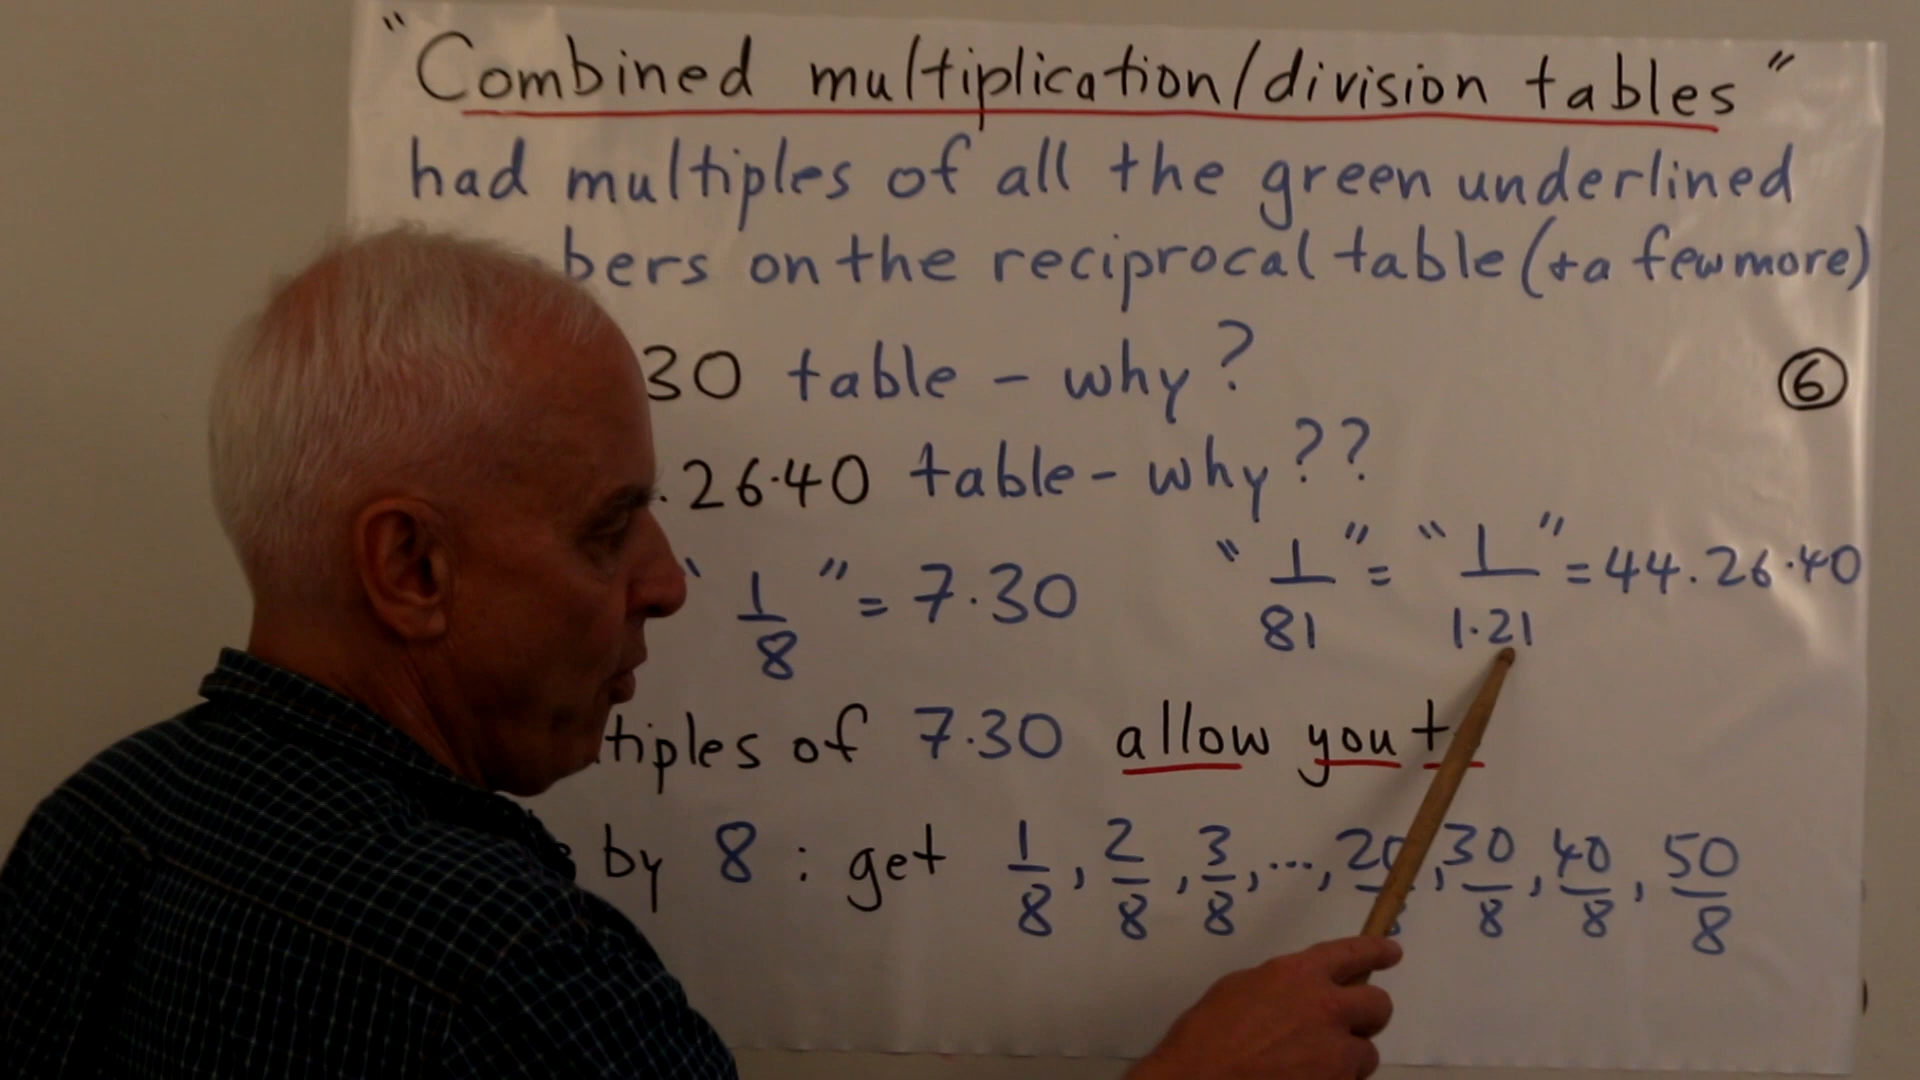 "Combined multiplication/division tables"
had multiples of all the green underlined
bers on the reciprocal table (+a few more)
30 table - why?
6
.26.40 table - why??
"1/8" = 7.30 "1/81" = "1/1.21" = 44.26.40
tiples of 7.30 allow you t
by 8 : get 1/8, 2/8, 3/8, ..., 20/8, 30/8, 40/8, 50/8